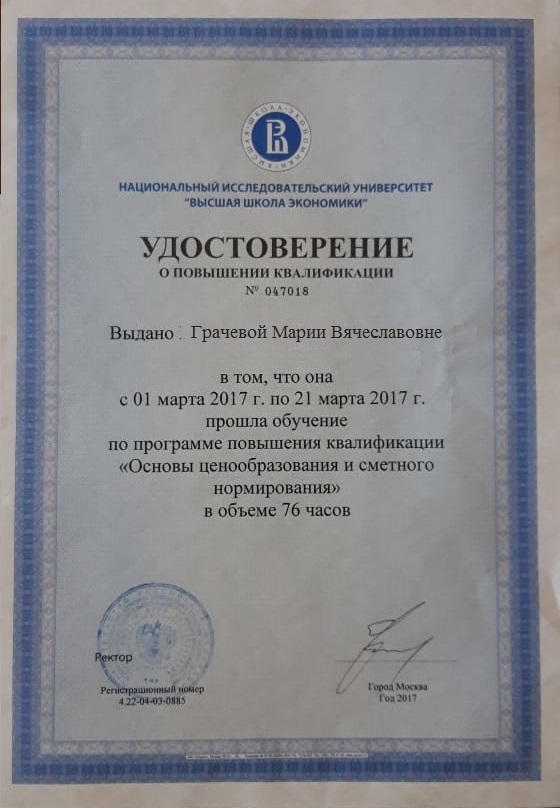 ВЫСШАЯ ШКОЛА ЭКОНОМИКИ
НАЦИОНАЛЬНЫЙ ИССЛЕДОВАТЕЛЬСКИЙ УНИВЕРСИТЕТ
"ВЫСШАЯ ШКОЛА ЭКОНОМИКИ"
УДОСТОВЕРЕНИЕ
О ПОВЫШЕНИИ КВАЛИФИКАЦИИ
№ 047018
Выдано : Грачевой Марии Вячеславовне
в том, что она
с 01 марта 2017 г. по 21 марта 2017 г.
прошла обучение
по программе повышения квалификации
«Основы ценообразования и сметного
нормирования»
в объеме 76 часов
Ректор
Регистрационный номер
4.22-04-03-0885
Город Москва
Год 2017